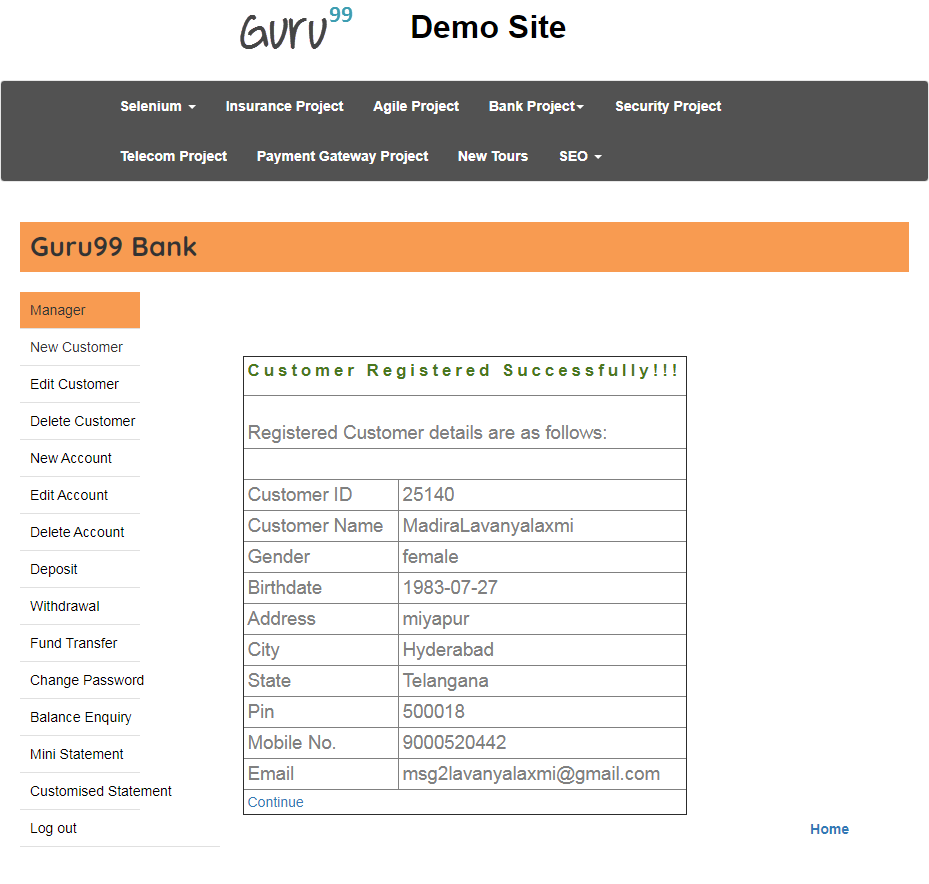 Guru99 Demo Site
Selenium Insurance Project Agile Project Bank Project Security Project
Telecom Project Payment Gateway Project New Tours SEO
Guru99 Bank
Manager
New Customer
Edit Customer
Delete Customer
New Account
Edit Account
Delete Account
Deposit
Withdrawal
Fund Transfer
Change Password
Balance Enquiry
Mini Statement
Customised Statement
Log out
Customer Registered Successfully!!!
Registered Customer details are as follows:
Customer ID 25140
Customer Name MadiraLavanyalaxmi
Gender female
Birthdate 1983-07-27
Address miyapur
City Hyderabad
State Telangana
Pin 500018
Mobile No. 9000520442
Email msg2lavanyalaxmi@gmail.com
Continue
Home